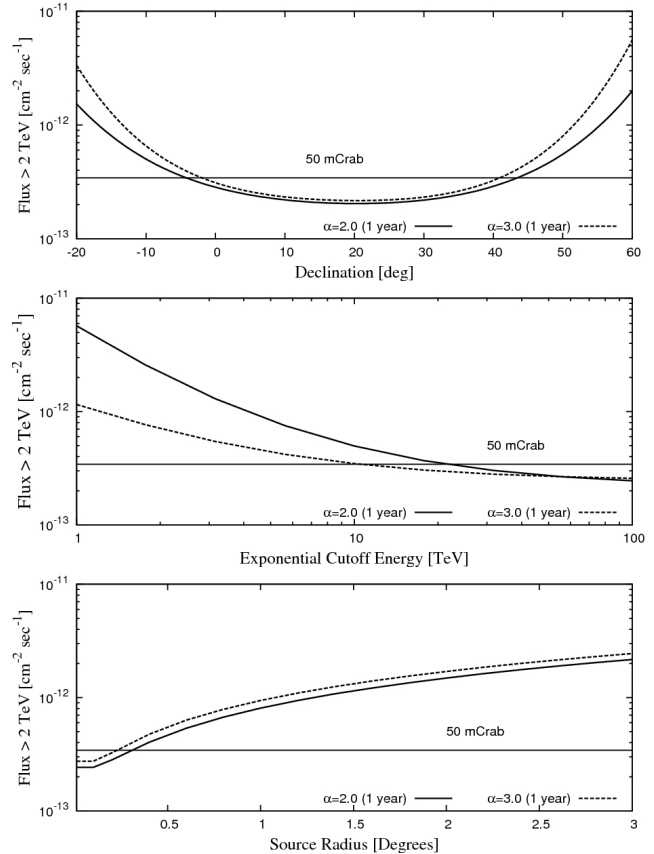 10⁻¹¹
10⁻¹²
10⁻¹³
Flux > 2 TeV [cm⁻² sec⁻¹]
50 mCrab
α=2.0 (1 year) α=3.0 (1 year)
-20 -10 0 10 20 30 40 50 60
Declination [deg]
10⁻¹¹
10⁻¹²
10⁻¹³
Flux > 2 TeV [cm⁻² sec⁻¹]
50 mCrab
α=2.0 (1 year) α=3.0 (1 year)
1 10 100
Exponential Cutoff Energy [TeV]
10⁻¹¹
10⁻¹²
10⁻¹³
Flux > 2 TeV [cm⁻² sec⁻¹]
50 mCrab
α=2.0 (1 year) α=3.0 (1 year)
0.5 1 1.5 2 2.5 3
Source Radius [Degrees]